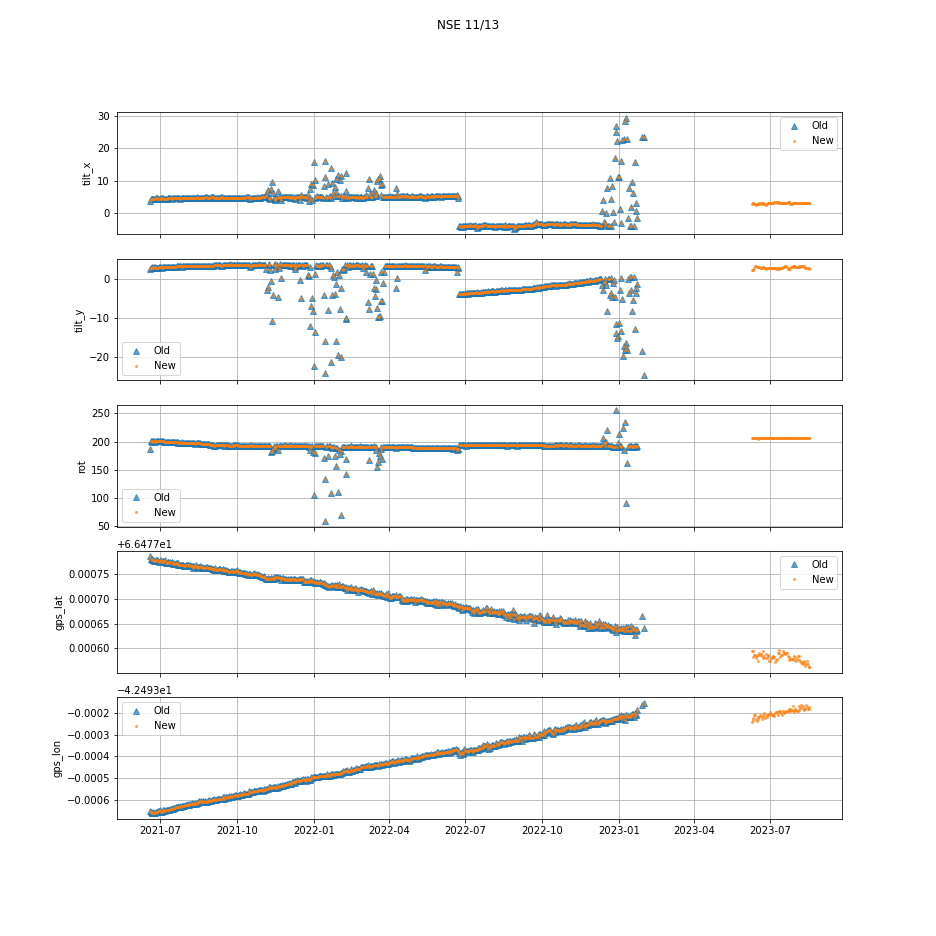 NSE 11/13
30
20
10
0
tilt_x
Old
New
0
−10
−20
tilt_y
Old
New
250
200
150
100
50
rot
Old
New
+6.6477e1
0.00075
0.00070
0.00065
0.00060
gps_lat
Old
New
−4.2493e1
−0.0002
−0.0003
−0.0004
−0.0005
−0.0006
gps_lon
Old
New
2021-07 2021-10 2022-01 2022-04 2022-07 2022-10 2023-01 2023-04 2023-07